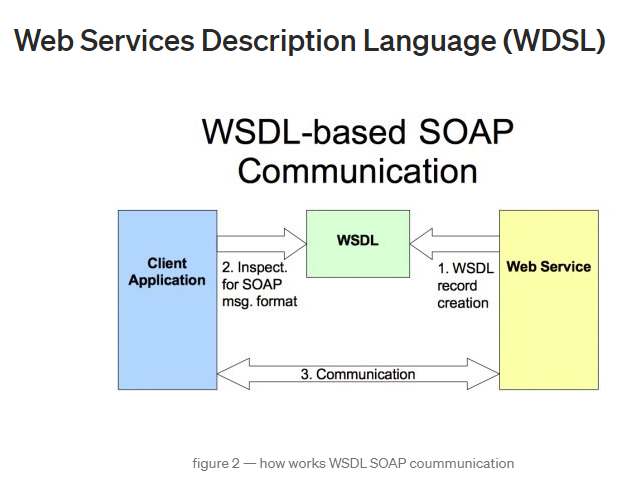 Web Services Description Language (WDSL)
WSDL-based SOAP
Communication
Client
Application
2. Inspect.
for SOAP
msg. format
WSDL
1. WSDL
record
creation
Web Service
3. Communication
figure 2 — how works WSDL SOAP coummunication